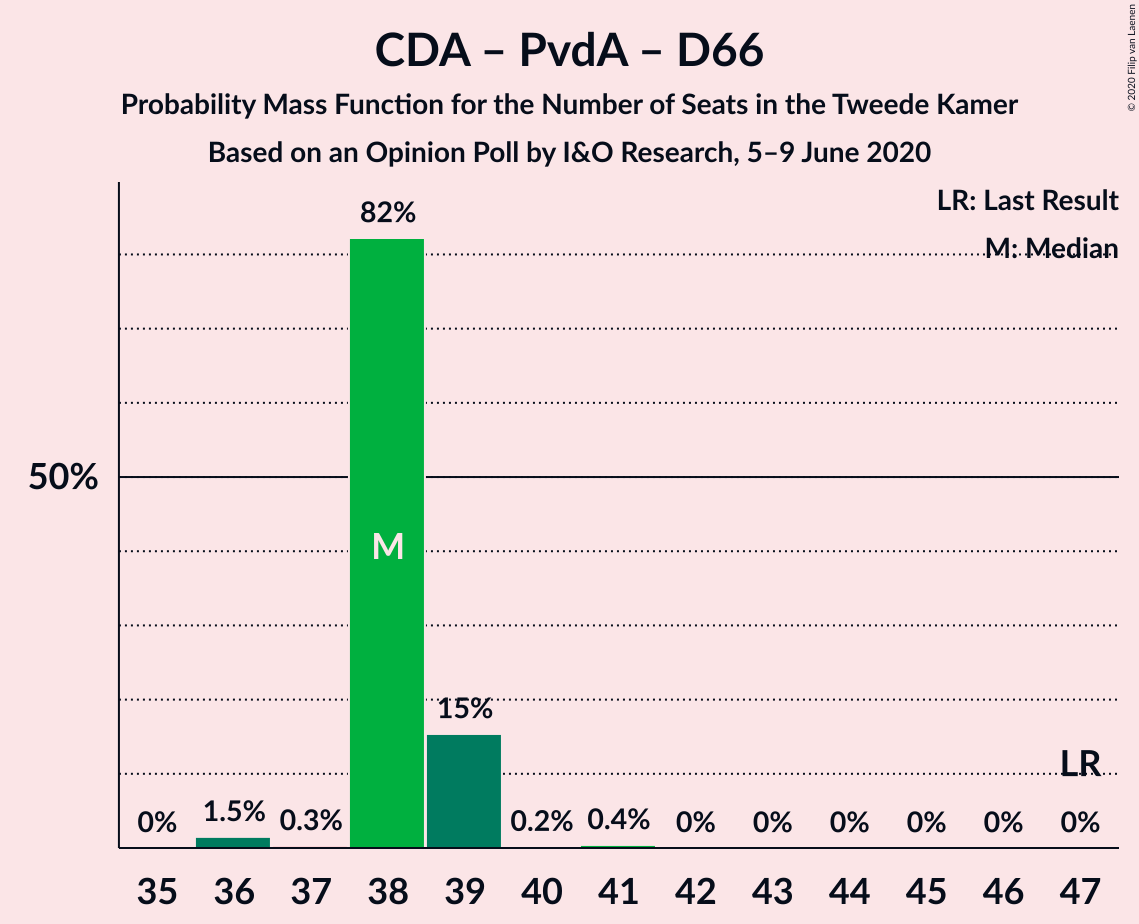 CDA – PvdA – D66
Probability Mass Function for the Number of Seats in the Tweede Kamer
Based on an Opinion Poll by I&O Research, 5–9 June 2020
© 2020 Filip van Laenen
LR: Last Result
M: Median
82%
50%
M
15%
LR
0% 1.5% 0.3% 0.2% 0.4% 0% 0% 0% 0% 0% 0%
35 36 37 38 39 40 41 42 43 44 45 46 47